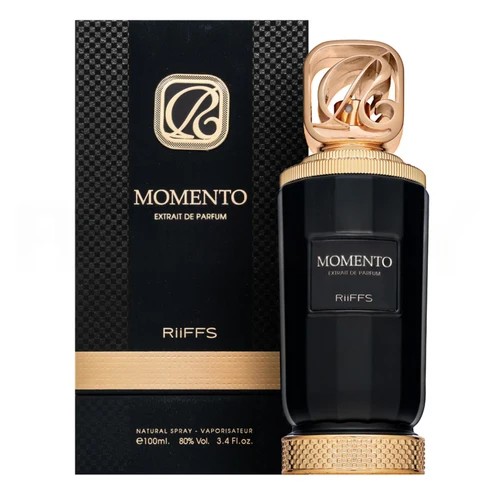 R
MOMENTO
EXTRAIT DE PARFUM
RiiFFS
NATURAL SPRAY - VAPORISATEUR
℮100ml. 80% Vol. 3.4 Fl.oz.
MOMENTO
EXTRAIT DE PARFUM
RiiFFS